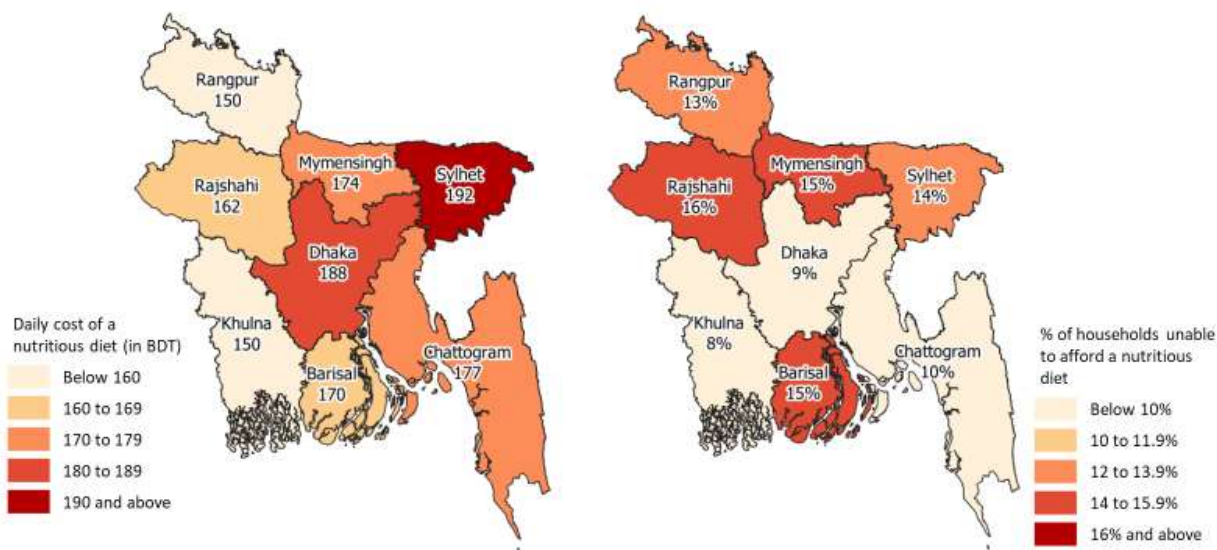 Rangpur
150
Rajshahi
162
Mymensingh
174
Sylhet
192
Dhaka
188
Khulna
150
Barisal
170
Chattogram
177
Daily cost of a
nutritious diet (in BDT)
Below 160
160 to 169
170 to 179
180 to 189
190 and above
Rangpur
13%
Rajshahi
16%
Mymensingh
15%
Sylhet
14%
Dhaka
9%
Khulna
8%
Barisal
15%
Chattogram
10%
% of households unable
to afford a nutritious
diet
Below 10%
10 to 11.9%
12 to 13.9%
14 to 15.9%
16% and above